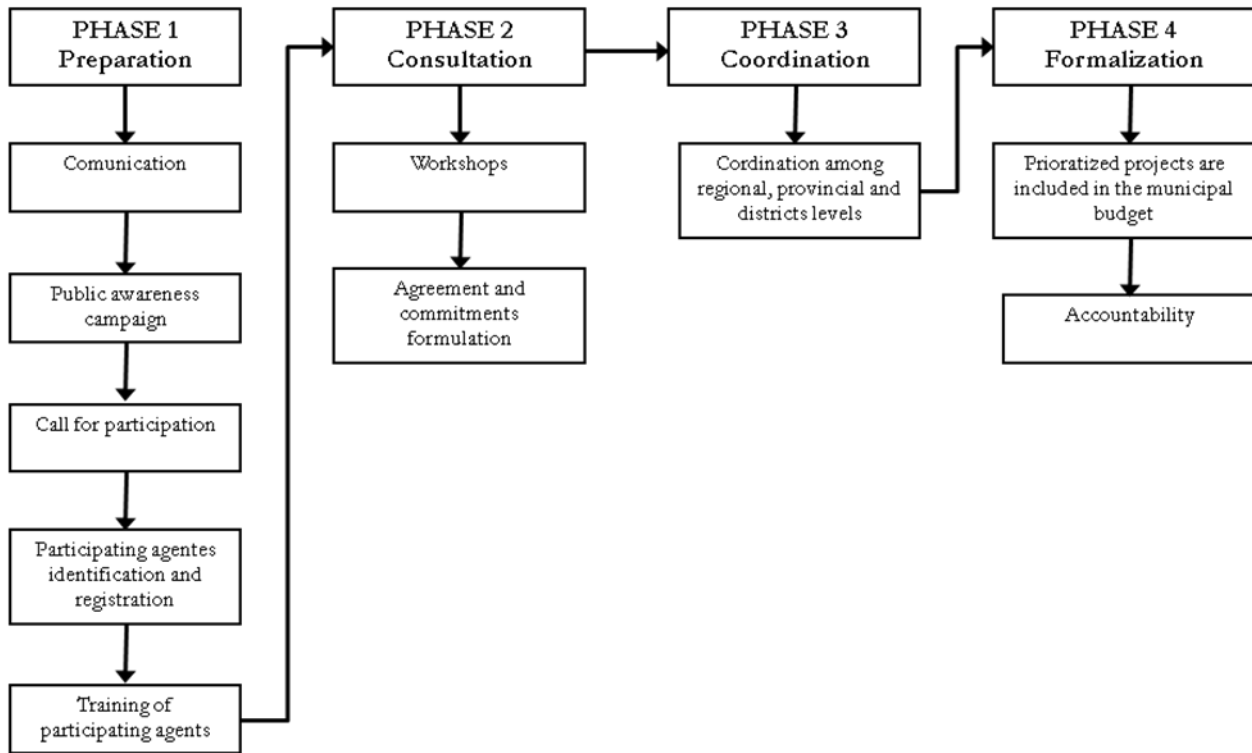 PHASE 1
Preparation
Comunication
Public awareness
campaign
Call for participation
Participating agentes
identification and
registration
Training of
participating agents
PHASE 2
Consultation
Workshops
Agreement and
commitments
formulation
PHASE 3
Coordination
Cordination among
regional, provincial and
districts levels
PHASE 4
Formalization
Prioratized projects are
included in the municipal
budget
Accountability